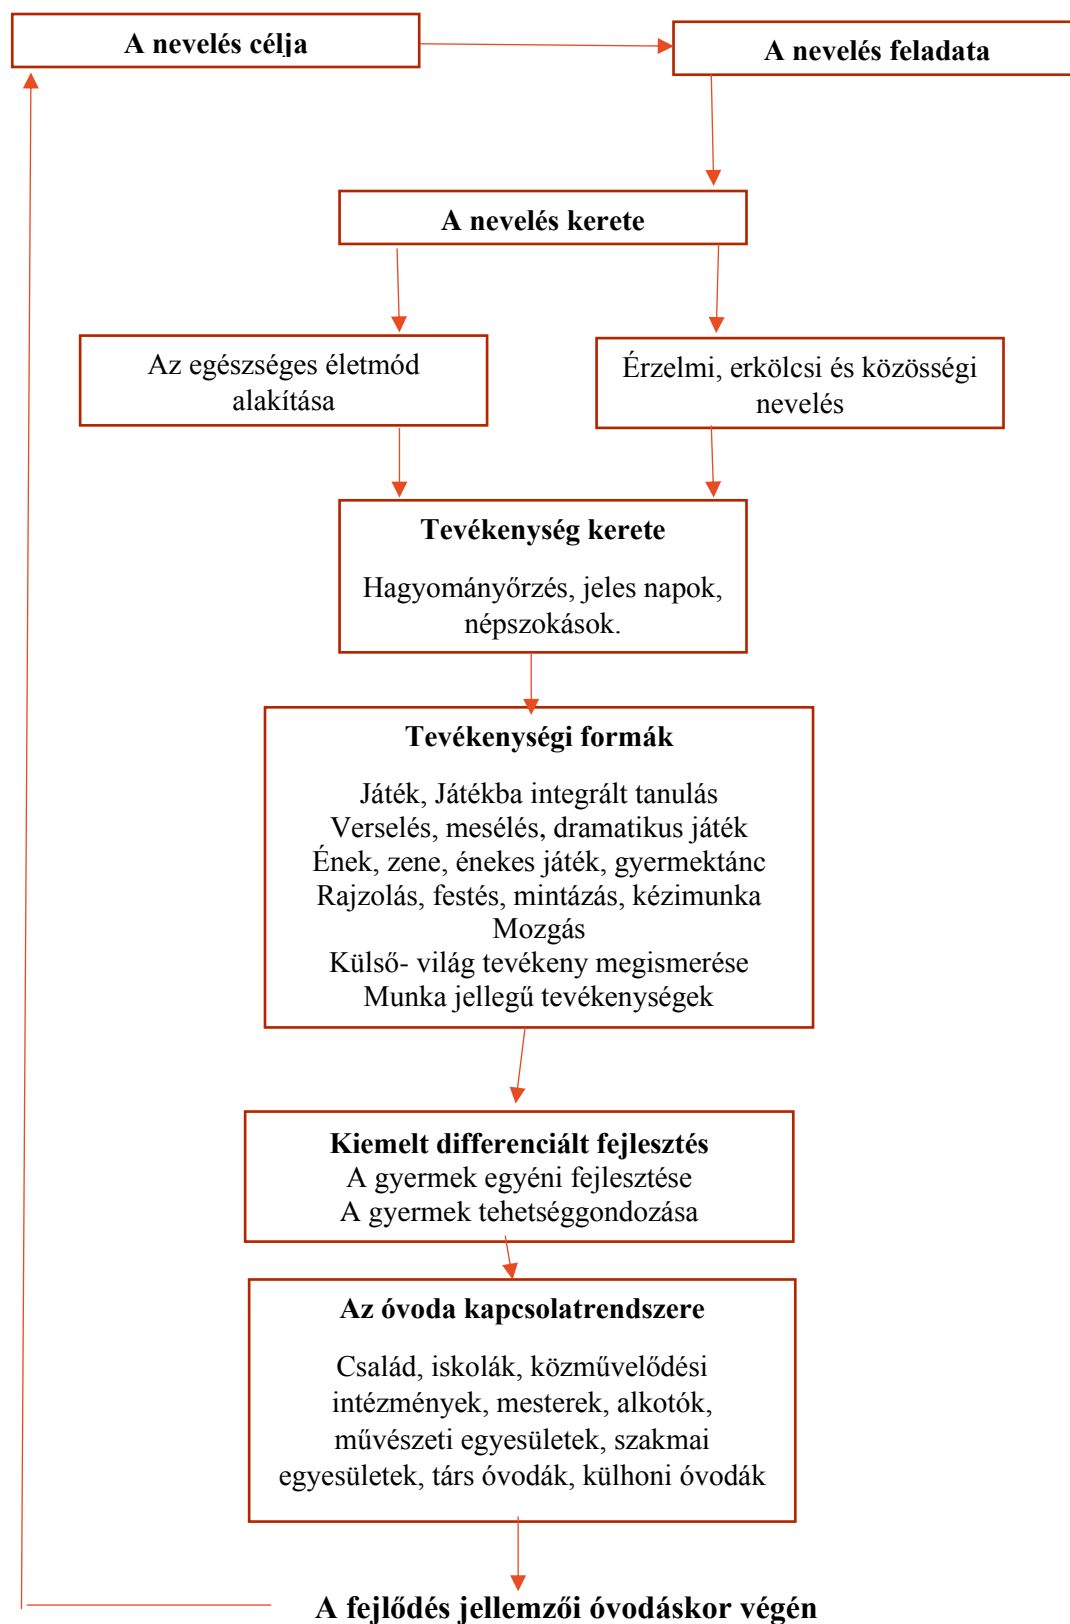 A nevelés célja
A nevelés feladata
A nevelés kerete
Az egészséges életmód
alakítása
Érzelmi, erkölcsi és közösségi
nevelés
Tevékenység kerete
Hagyományőrzés, jeles napok,
népszokások.
Tevékenységi formák
Játék, Játékba integrált tanulás
Verselés, mesélés, dramatikus játék
Ének, zene, énekes játék, gyermektánc
Rajzolás, festés, mintázás, kézimunka
Mozgás
Külső- világ tevékeny megismerése
Munka jellegű tevékenységek
Kiemelt differenciált fejlesztés
A gyermek egyéni fejlesztése
A gyermek tehetséggondozása
Az óvoda kapcsolatrendszere
Család, iskolák, közművelődési
intézmények, mesterek, alkotók,
művészeti egyesületek, szakmai
egyesületek, társ óvodák, külhoni óvodák
A fejlődés jellemzői óvodáskor végén